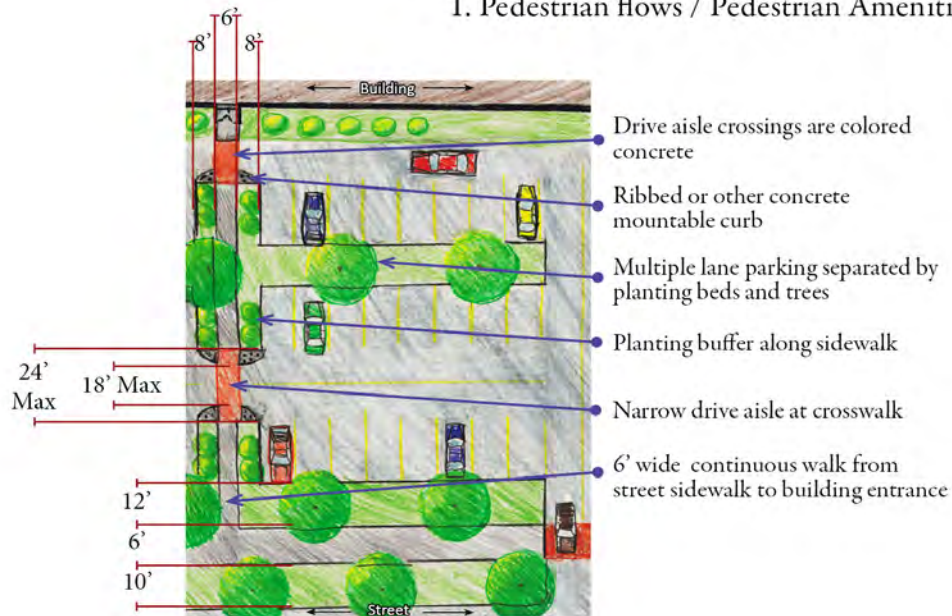 1. Pedestrian flows / Pedestrian Ameniti
6’
8’
8’
Building
Drive aisle crossings are colored
concrete
Ribbed or other concrete
mountable curb
Multiple lane parking separated by
planting beds and trees
Planting buffer along sidewalk
24’
Max
18’ Max
Narrow drive aisle at crosswalk
6’ wide continuous walk from
street sidewalk to building entrance
12’
6’
10’
Street